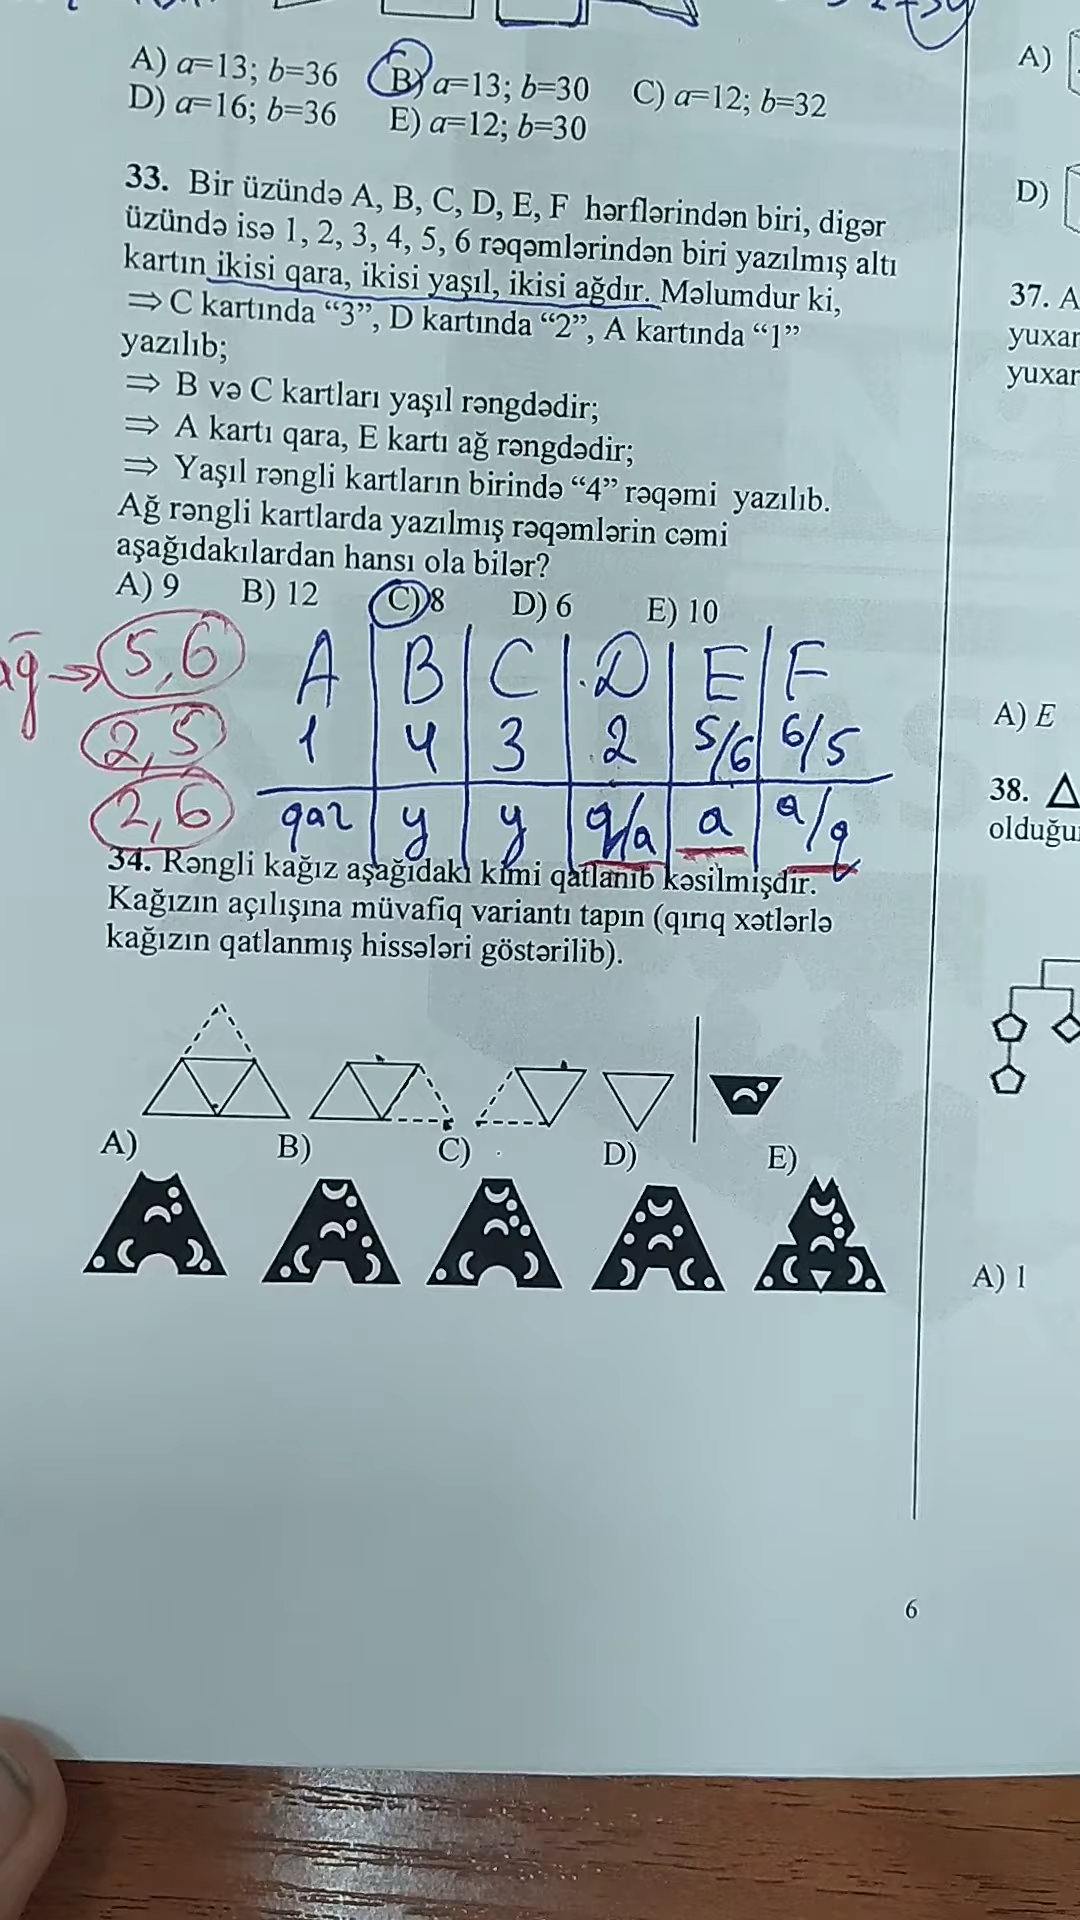 A) a=13; b=36 B) a=13; b=30 C) a=12; b=32
D) a=16; b=36 E) a=12; b=30
33. Bir üzündə A, B, C, D, E, F hərflərindən biri, digər
üzündə isə 1, 2, 3, 4, 5, 6 rəqəmlərindən biri yazılmış altı
kartın ikisi qara, ikisi yaşıl, ikisi ağdır. Məlumdur ki,
⇒ C kartında “3”, D kartında “2”, A kartında “1”
yazılıb;
⇒ B və C kartları yaşıl rəngdədir;
⇒ A kartı qara, E kartı ağ rəngdədir;
⇒ Yaşıl rəngli kartların birində “4” rəqəmi yazılıb.
Ağ rəngli kartlarda yazılmış rəqəmlərin cəmi
aşağıdakılardan hansı ola bilər?
A) 9 B) 12 C) 8 D) 6 E) 10
ağ → 5,6
2,5
2,6
A B C D E F
1 4 3 2 5/6 6/5
qar y y q/a a a/q
34. Rəngli kağız aşağıdakı kimi qatlanıb kəsilmişdir.
Kağızın açılışına müvafiq variantı tapın (qırıq xətlərlə
kağızın qatlanmış hissələri göstərilib).
A) B) C) D) E)
6
A)
D)
37. A
yuxar
yuxar
A) E
38. △
olduğu
A) 1